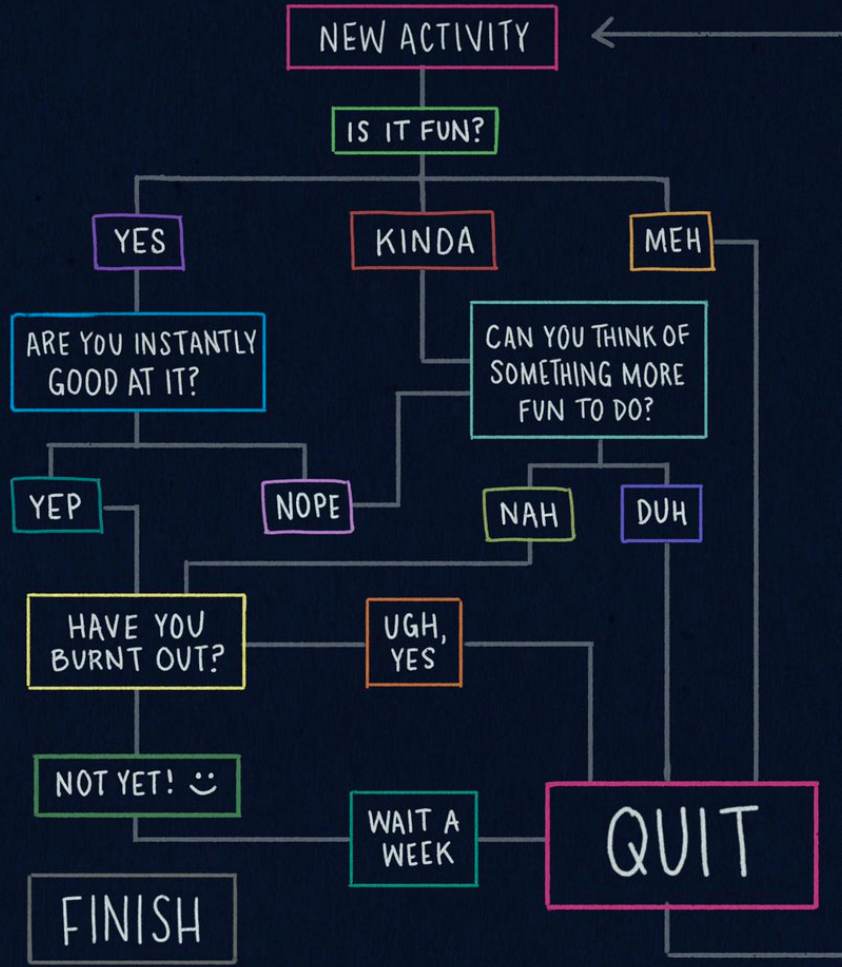 NEW ACTIVITY
IS IT FUN?
YES
KINDA
MEH
ARE YOU INSTANTLY
GOOD AT IT?
CAN YOU THINK OF
SOMETHING MORE
FUN TO DO?
YEP
NOPE
NAH
DUH
HAVE YOU
BURNT OUT?
UGH,
YES
NOT YET! :)
WAIT A
WEEK
QUIT
FINISH